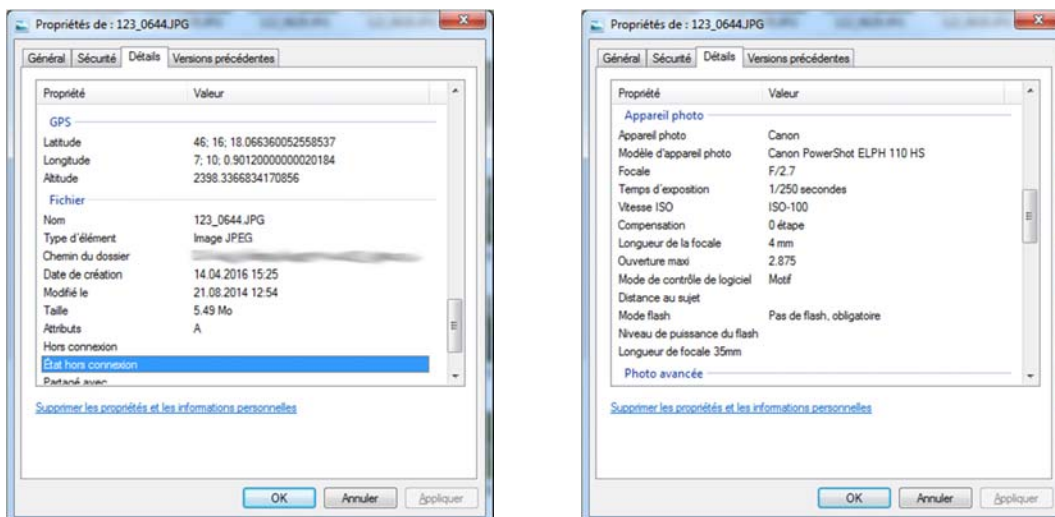 Propriétés de : 123_0644.JPG
Général Sécurité Détails Versions précédentes
Propriété Valeur
GPS
Latitude 46; 16; 18.066360052558537
Longitude 7; 10; 0.90120000000020184
Altitude 2398.3366834170856
Fichier
Nom 123_0644.JPG
Type d'élément Image JPEG
Chemin du dossier
Date de création 14.04.2016 15:25
Modifié le 21.08.2014 12:54
Taille 5.49 Mo
Attributs A
Hors connexion
État hors connexion
Partagé avec
Supprimer les propriétés et les informations personnelles
OK Annuler Appliquer
Propriétés de : 123_0644.JPG
Général Sécurité Détails Versions précédentes
Propriété Valeur
Appareil photo
Appareil photo Canon
Modèle d'appareil photo Canon PowerShot ELPH 110 HS
Focale F/2.7
Temps d'exposition 1/250 secondes
Vitesse ISO ISO-100
Compensation 0 étape
Longueur de la focale 4 mm
Ouverture maxi 2.875
Mode de contrôle de logiciel Motif
Distance au sujet
Mode flash Pas de flash, obligatoire
Niveau de puissance du flash
Longueur de focale 35mm
Photo avancée
Supprimer les propriétés et les informations personnelles
OK Annuler Appliquer